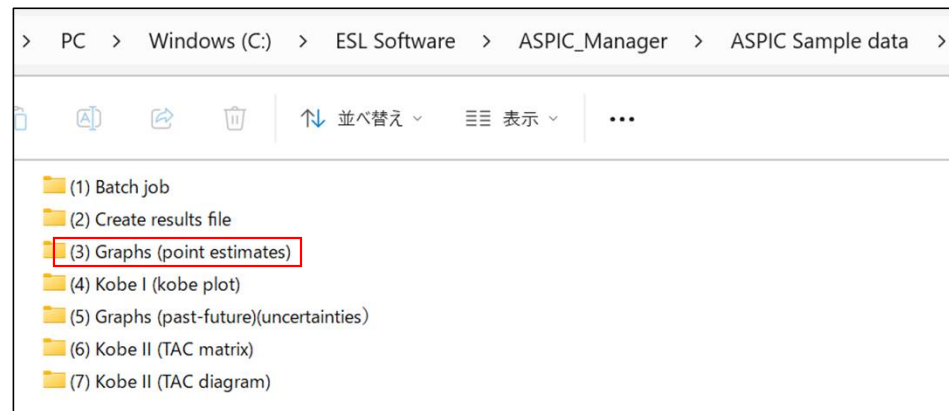 > PC > Windows (C:) > ESL Software > ASPIC_Manager > ASPIC Sample data >
並べ替え 表示 •••
(1) Batch job
(2) Create results file
(3) Graphs (point estimates)
(4) Kobe I (kobe plot)
(5) Graphs (past-future)(uncertainties）
(6) Kobe II (TAC matrix)
(7) Kobe II (TAC diagram)